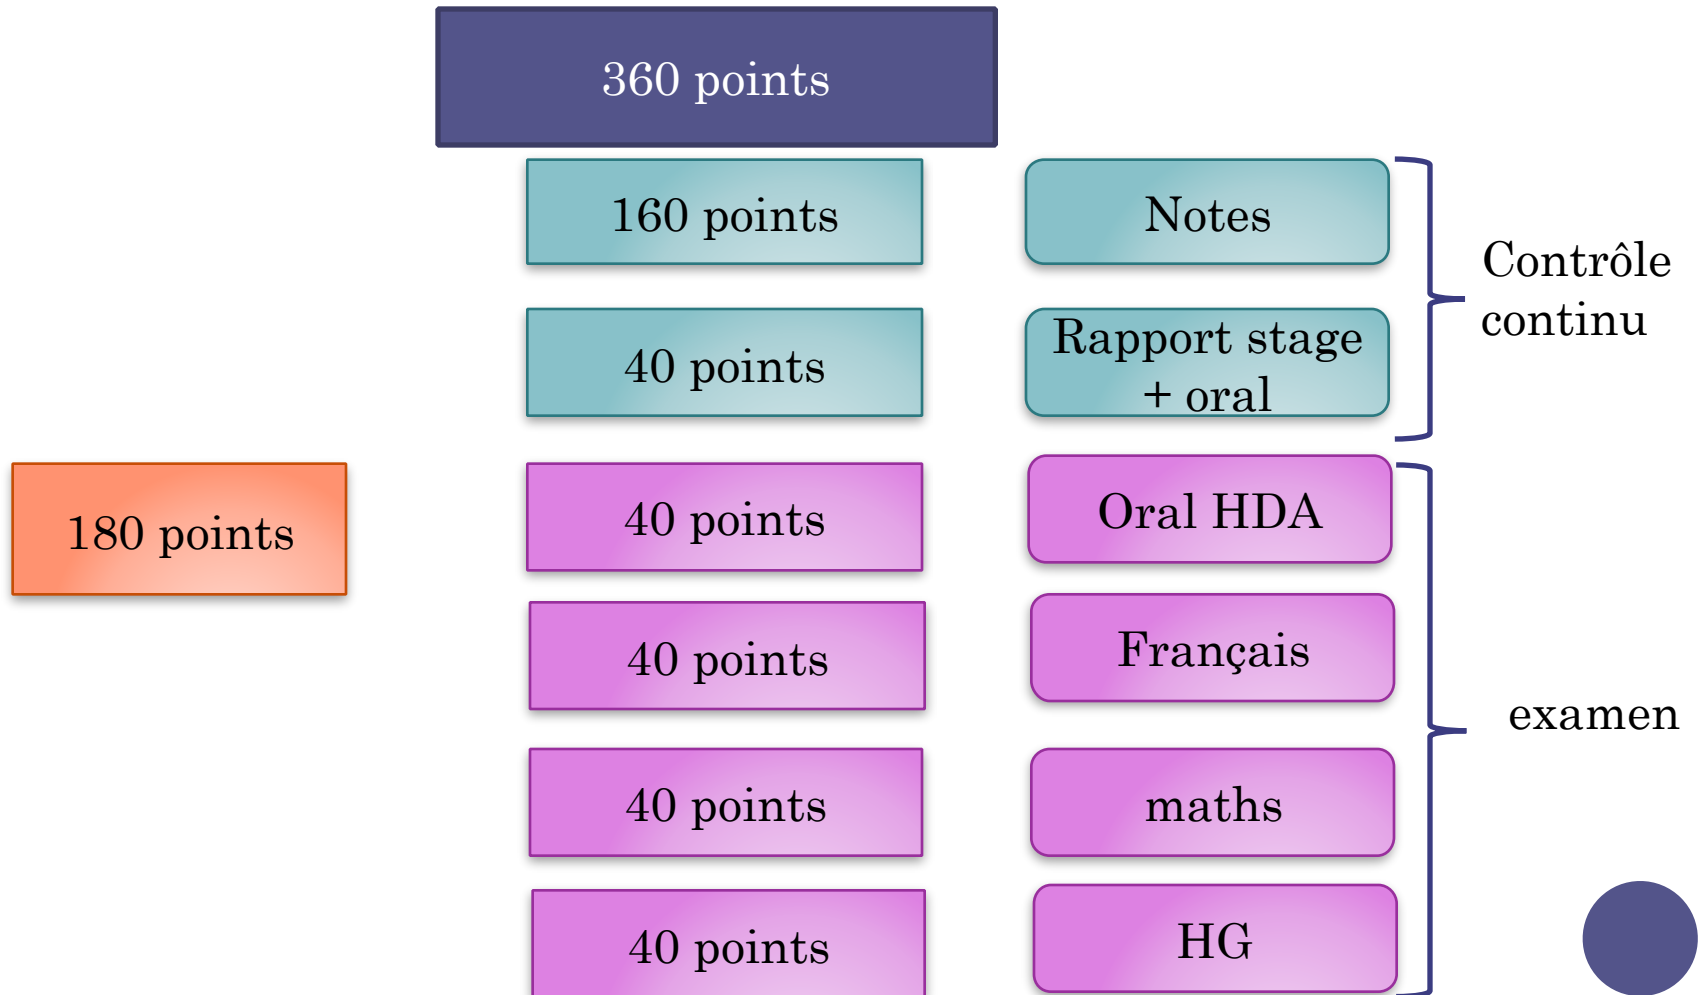 360 points
160 points
Notes
Contrôle
continu
40 points
Rapport stage
+ oral
180 points
40 points
Oral HDA
40 points
Français
examen
40 points
maths
40 points
HG